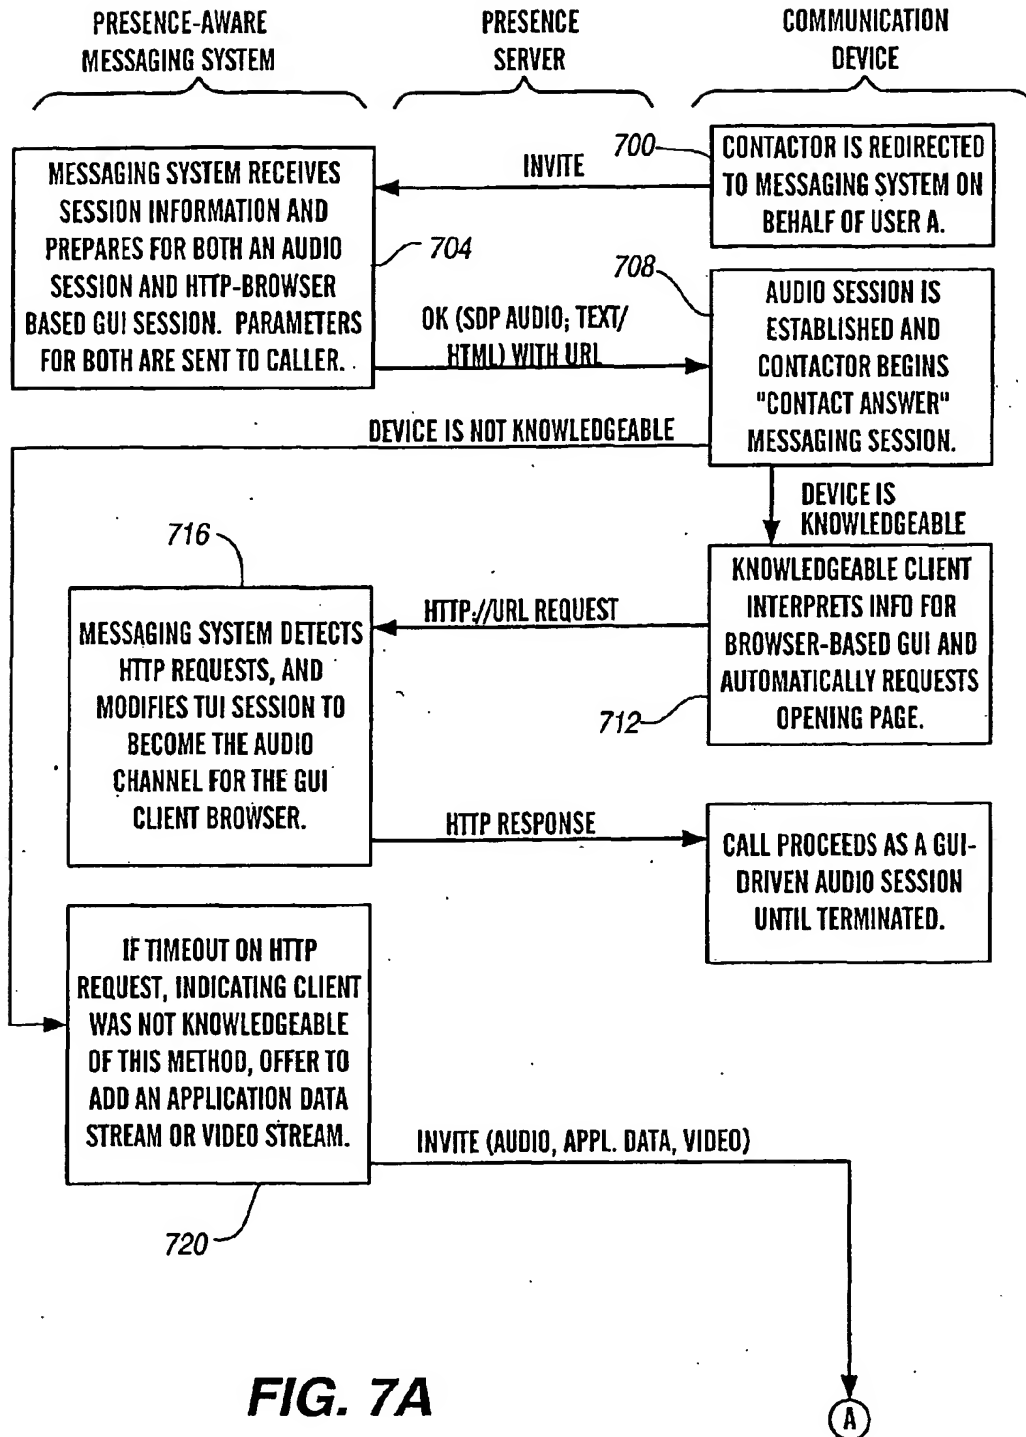 PRESENCE-AWARE
MESSAGING SYSTEM
PRESENCE
SERVER
COMMUNICATION
DEVICE
700
CONTACTOR IS REDIRECTED
TO MESSAGING SYSTEM ON
BEHALF OF USER A.
INVITE
MESSAGING SYSTEM RECEIVES
SESSION INFORMATION AND
PREPARES FOR BOTH AN AUDIO
SESSION AND HTTP-BROWSER
BASED GUI SESSION. PARAMETERS
FOR BOTH ARE SENT TO CALLER.
704
OK (SDP AUDIO; TEXT/
HTML) WITH URL
708
AUDIO SESSION IS
ESTABLISHED AND
CONTACTOR BEGINS
"CONTACT ANSWER"
MESSAGING SESSION.
DEVICE IS NOT KNOWLEDGEABLE
DEVICE IS
KNOWLEDGEABLE
KNOWLEDGEABLE CLIENT
INTERPRETS INFO FOR
BROWSER-BASED GUI AND
AUTOMATICALLY REQUESTS
OPENING PAGE.
712
HTTP://URL REQUEST
716
MESSAGING SYSTEM DETECTS
HTTP REQUESTS, AND
MODIFIES TUI SESSION TO
BECOME THE AUDIO
CHANNEL FOR THE GUI
CLIENT BROWSER.
HTTP RESPONSE
CALL PROCEEDS AS A GUI-
DRIVEN AUDIO SESSION
UNTIL TERMINATED.
IF TIMEOUT ON HTTP
REQUEST, INDICATING CLIENT
WAS NOT KNOWLEDGEABLE
OF THIS METHOD, OFFER TO
ADD AN APPLICATION DATA
STREAM OR VIDEO STREAM.
720
INVITE (AUDIO, APPL. DATA, VIDEO)
A
FIG. 7A